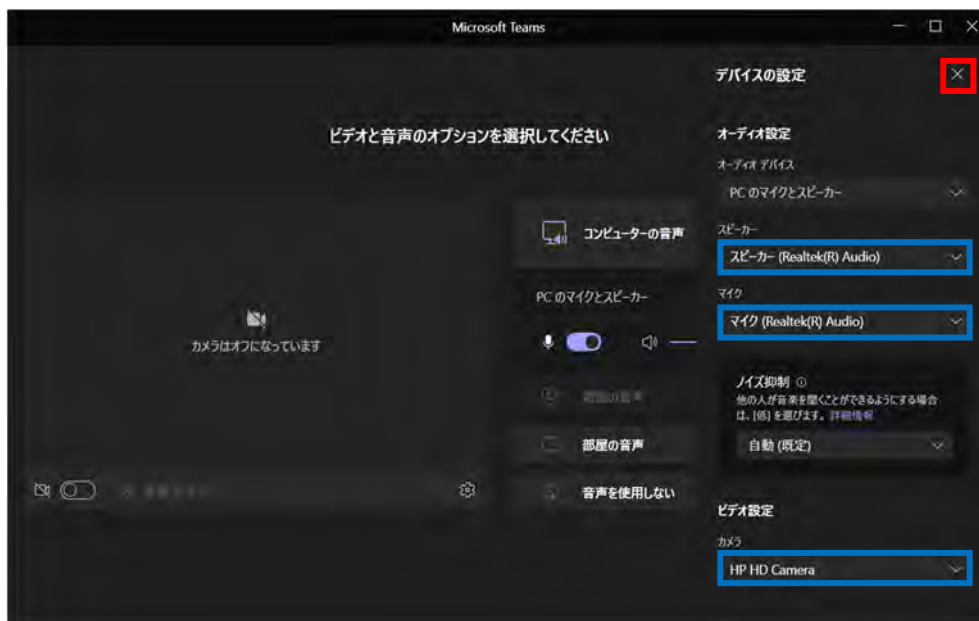 Microsoft Teams
ビデオと音声のオプションを選択してください
カメラはオフになっています
コンピューターの音声
PC のマイクとスピーカー
部屋の音声
音声を使用しない
デバイスの設定
オーディオ設定
オーディオ デバイス
PC のマイクとスピーカー
スピーカー
スピーカー (Realtek(R) Audio)
マイク
マイク (Realtek(R) Audio)
ノイズ抑制
他の人が音楽を聞くことができるようにする場合
は、[低] を選びます。 詳細情報
自動 (既定)
ビデオ設定
カメラ
HP HD Camera